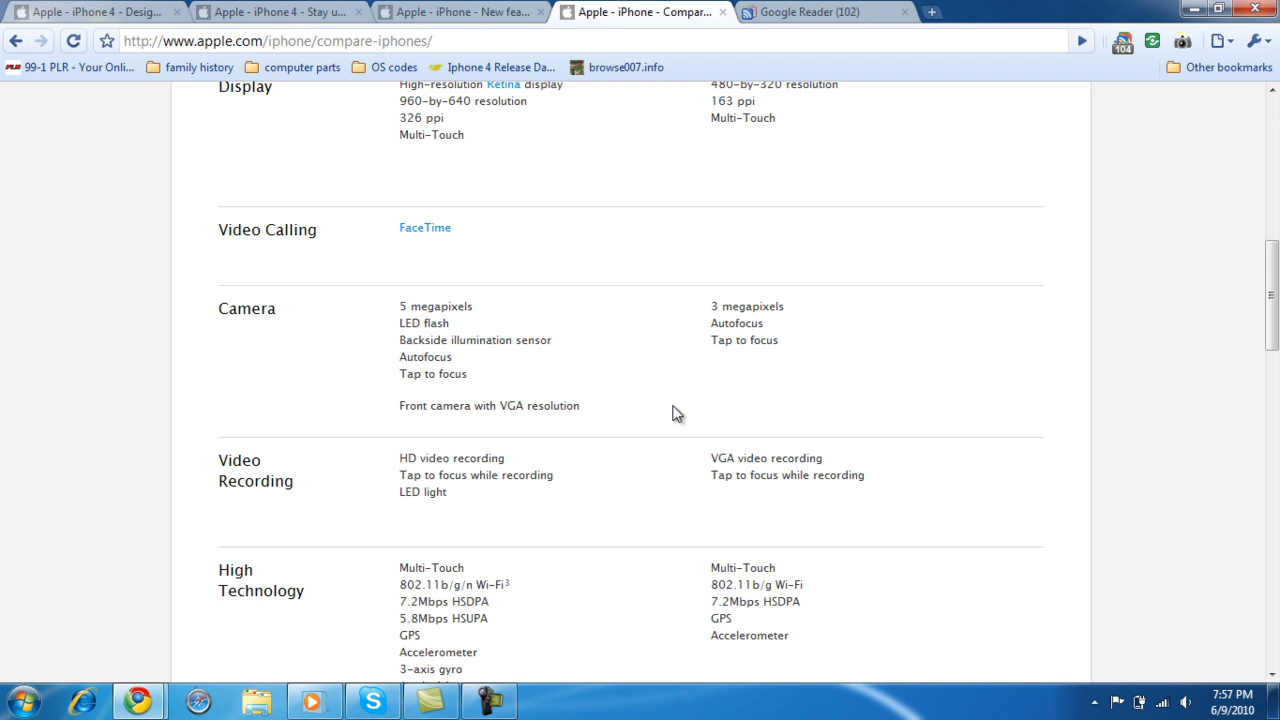 Apple - iPhone 4 - Desig...
Apple - iPhone 4 - Stay u...
Apple - iPhone - New fea...
Apple - iPhone - Compar...
Google Reader (102)
http://www.apple.com/iphone/compare-iphones/
104
PLR 99-1 PLR - Your Onli...
family history
computer parts
OS codes
Iphone 4 Release Da...
browse007.info
Other bookmarks
Display
High-resolution Retina display
480-by-320 resolution
960-by-640 resolution
163 ppi
326 ppi
Multi-Touch
Multi-Touch
Video Calling
FaceTime
Camera
5 megapixels
3 megapixels
LED flash
Autofocus
Backside illumination sensor
Tap to focus
Autofocus
Tap to focus
Front camera with VGA resolution
Video
Recording
HD video recording
VGA video recording
Tap to focus while recording
Tap to focus while recording
LED light
High
Technology
Multi-Touch
Multi-Touch
802.11b/g/n Wi-Fi3
802.11b/g Wi-Fi
7.2Mbps HSDPA
7.2Mbps HSDPA
5.8Mbps HSUPA
GPS
GPS
Accelerometer
Accelerometer
3-axis gyro
7:57 PM
6/9/2010